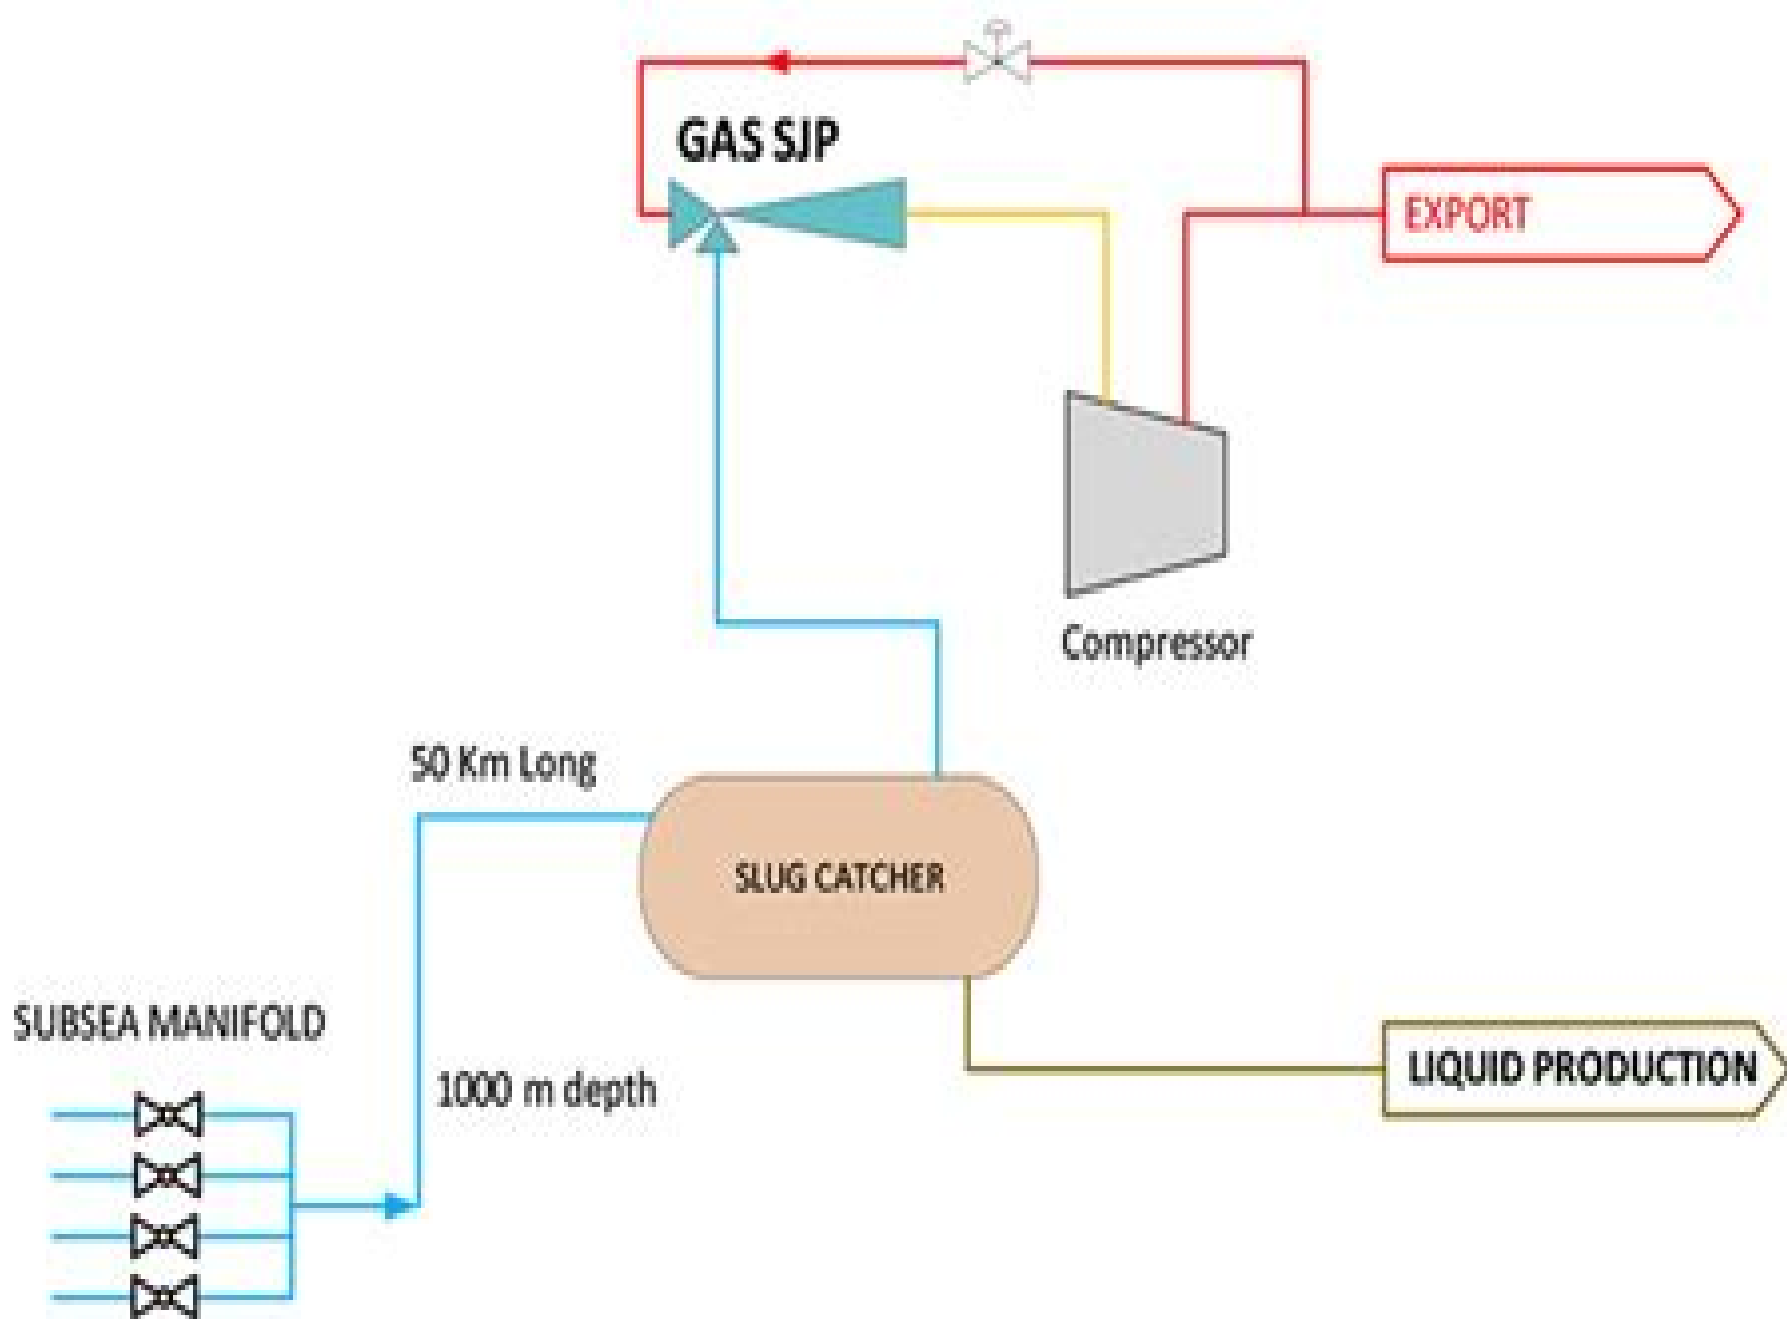 GAS SJP
EXPORT
Compressor
50 Km Long
SLUG CATCHER
SUBSEA MANIFOLD
1000 m depth
LIQUID PRODUCTION